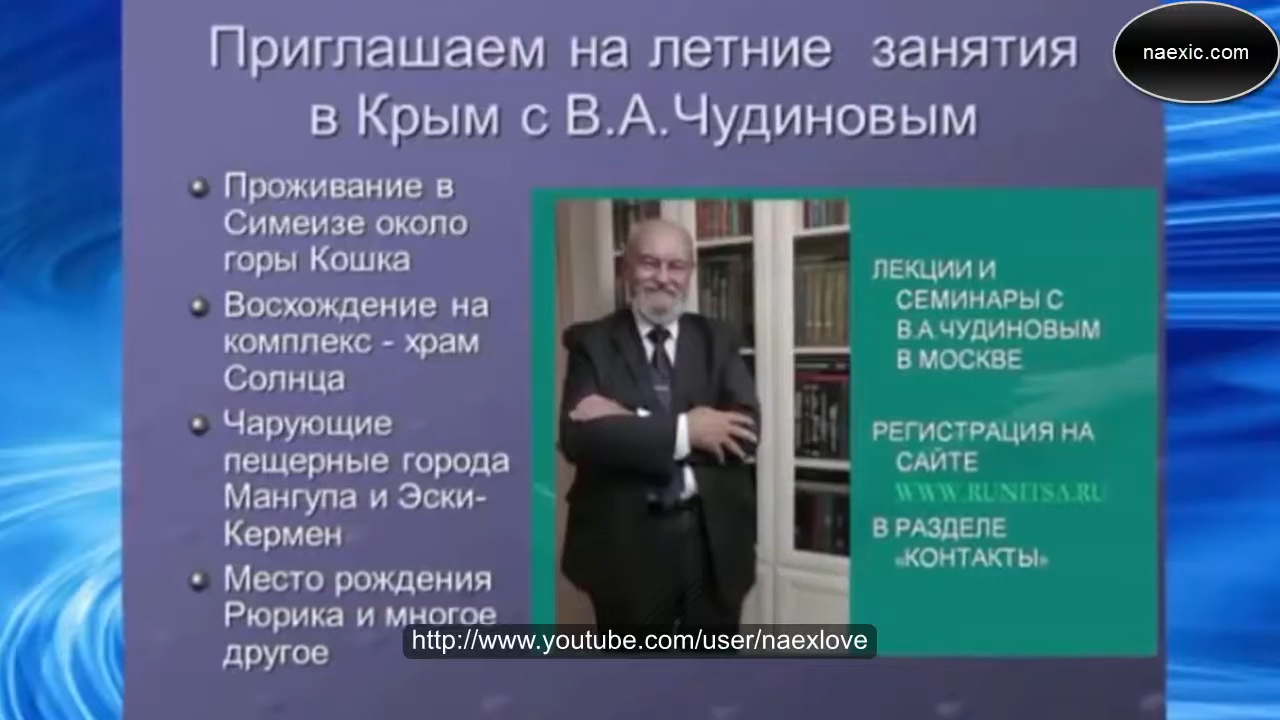 Приглашаем на летние занятия
в Крым с В.А.Чудиновым
naexic.com
Проживание в
Симеизе около
горы Кошка
Восхождение на
комплекс - храм
Солнца
Чарующие
пещерные города
Мангупа и Эски-
Кермен
Место рождения
Рюрика и многое
другое
ЛЕКЦИИ И
СЕМИНАРЫ С
В.А.ЧУДИНОВЫМ
В МОСКВЕ
РЕГИСТРАЦИЯ НА
САЙТЕ
WWW.RUNITSA.RU
В РАЗДЕЛЕ
«КОНТАКТЫ»
http://www.youtube.com/user/naexlove